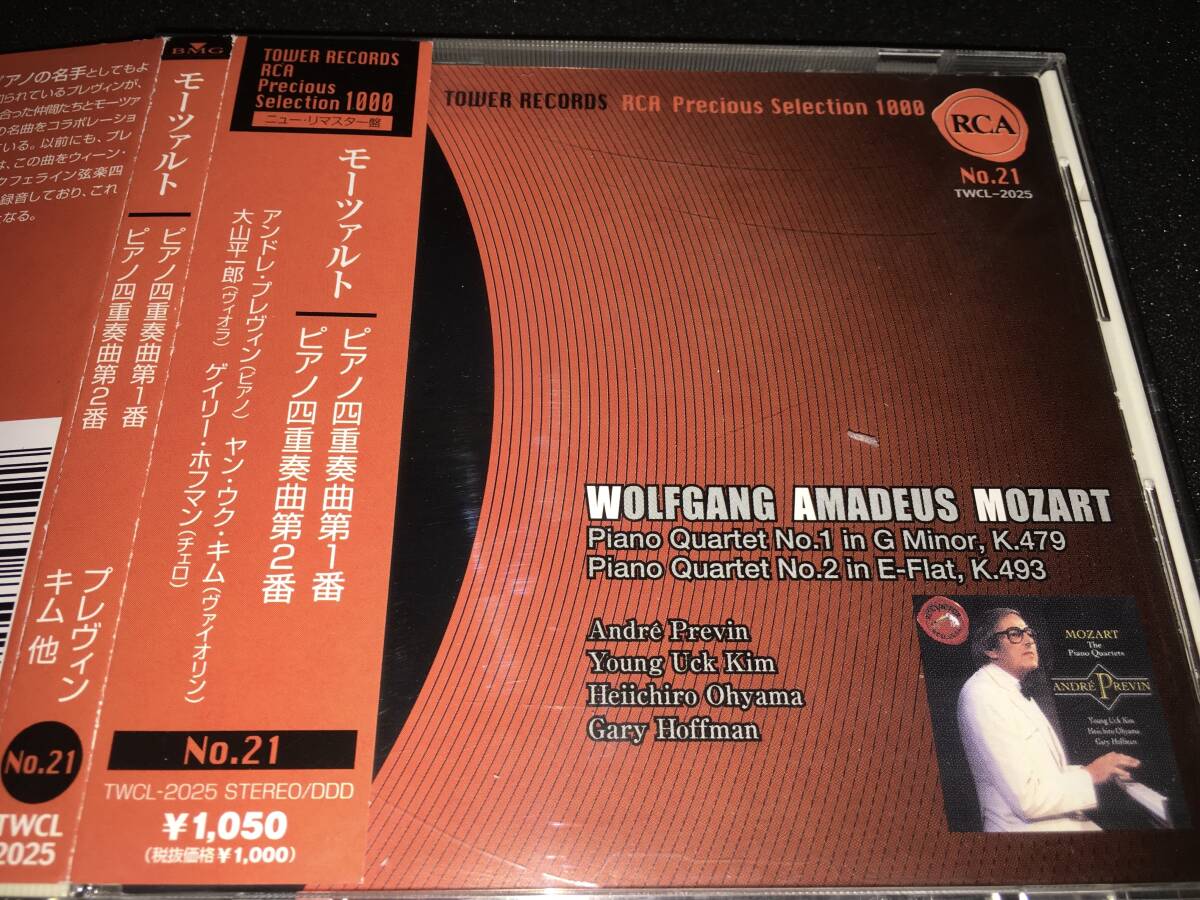 ピアノの名手としてもよ
られているプレヴィンが、
合った仲間たちとモーツァ
の名曲をコラボレーショ
ている。以前にも、プレ
は、この曲をウィーン・
クフェライン弦楽四
録音しており、これ
となる。
BMG
モーツァルト
ピアノ四重奏曲第1番
ピアノ四重奏曲第2番
プレヴィン
キム 他
No.21
TWCL
2025
TOWER RECORDS
RCA
Precious
Selection 1000
ニュー・リマスター盤
モーツァルト
ピアノ四重奏曲第1番
ピアノ四重奏曲第2番
アンドレ・プレヴィン(ピアノ) ヤン・ウク・キム(ヴァイオリン)
大山平一郎(ヴィオラ) ゲイリー・ホフマン(チェロ)
No.21
TWCL-2025 STEREO/DDD
¥1,050
(税抜価格¥1,000)
TOWER RECORDS RCA Precious Selection 1000
RCA
No.21
TWCL-2025
WOLFGANG AMADEUS MOZART
Piano Quartet No.1 in G Minor, K.479
Piano Quartet No.2 in E-Flat, K.493
André Previn
Young Uck Kim
Heiichiro Ohyama
Gary Hoffman
MOZART
The
Piano Quartets
ANDRÉ PREVIN
Young Uck Kim
Heiichiro Ohyama
Gary Hoffman